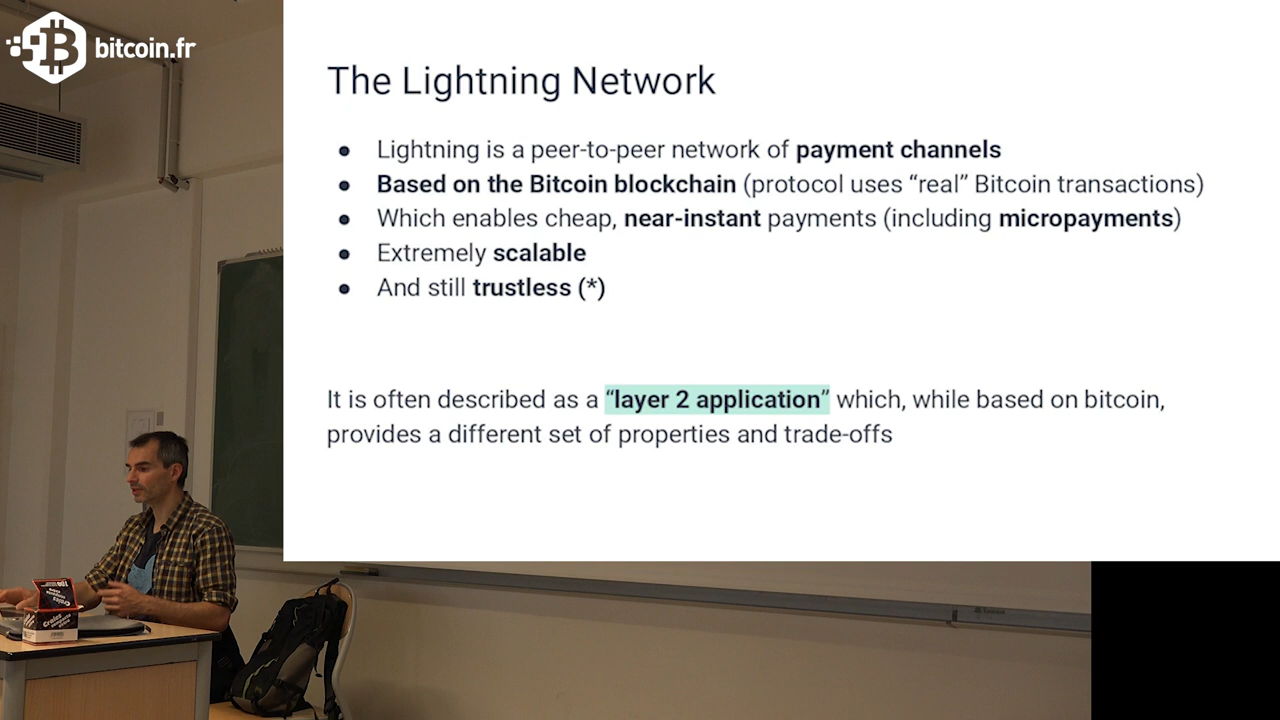 bitcoin.fr
The Lightning Network
Lightning is a peer-to-peer network of payment channels
Based on the Bitcoin blockchain (protocol uses “real” Bitcoin transactions)
Which enables cheap, near-instant payments (including micropayments)
Extremely scalable
And still trustless (*)
It is often described as a “layer 2 application” which, while based on bitcoin,
provides a different set of properties and trade-offs
Craies